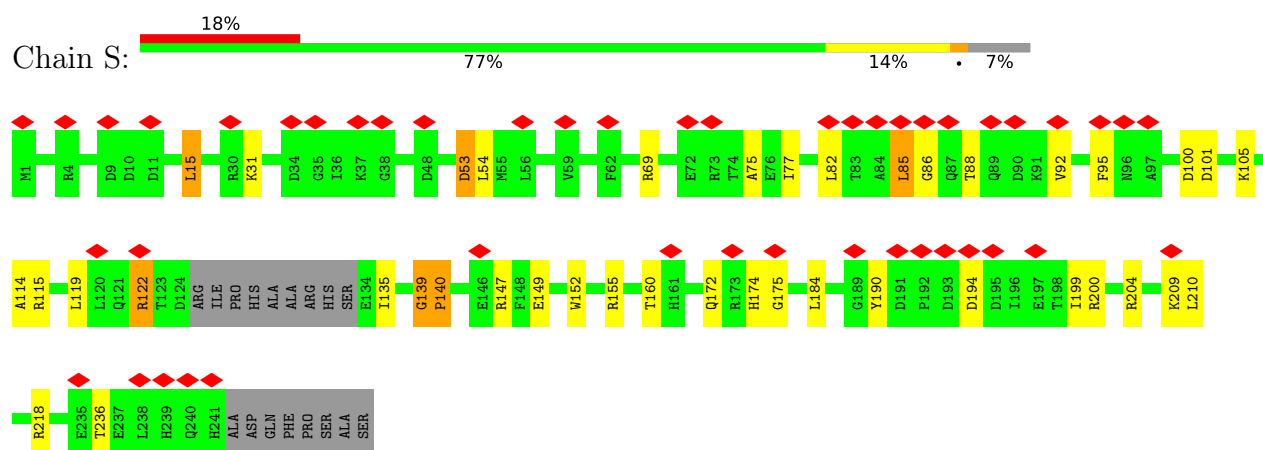 18%
Chain S:
77% 14% • 7%
M1 R4 D9 D10 D11 L15 R30 K31 D34 G35 I36 K37 G38 D48 D53 L54 M55 L56 V59 F62 R69 E72 R73 T74 A75 E76 I77 L82 T83 A84 L85 G86 Q87 T88 Q89 D90 K91 V92 F95 N96 A97 D100 D101 K105
A114 R115 L119 L120 Q121 R122 T123 D124 ARG ILE PRO HIS ALA ALA ARG HIS SER E134 I135 G139 P140 E146 R147 F148 E149 W152 R155 T160 H161 Q172 R173 H174 G175 L184 G189 Y190 D191 P192 D193 D194 D195 I196 E197 T198 I199 R200 R204 K209 L210
R218 E235 T236 E237 L238 H239 Q240 H241 ALA ASP GLN PHE PRO SER ALA SER